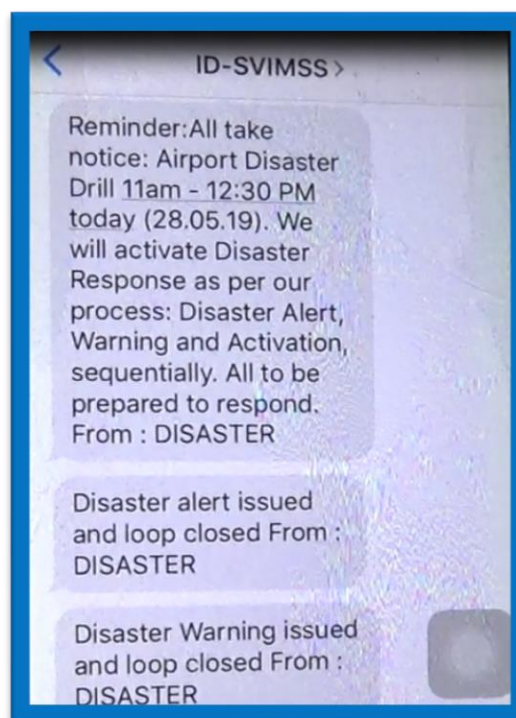 ID-SVIMSS >
Reminder:All take
notice: Airport Disaster
Drill 11am - 12:30 PM
today (28.05.19). We
will activate Disaster
Response as per our
process: Disaster Alert,
Warning and Activation,
sequentially. All to be
prepared to respond.
From : DISASTER
Disaster alert issued
and loop closed From :
DISASTER
Disaster Warning issued
and loop closed From :
DISASTER